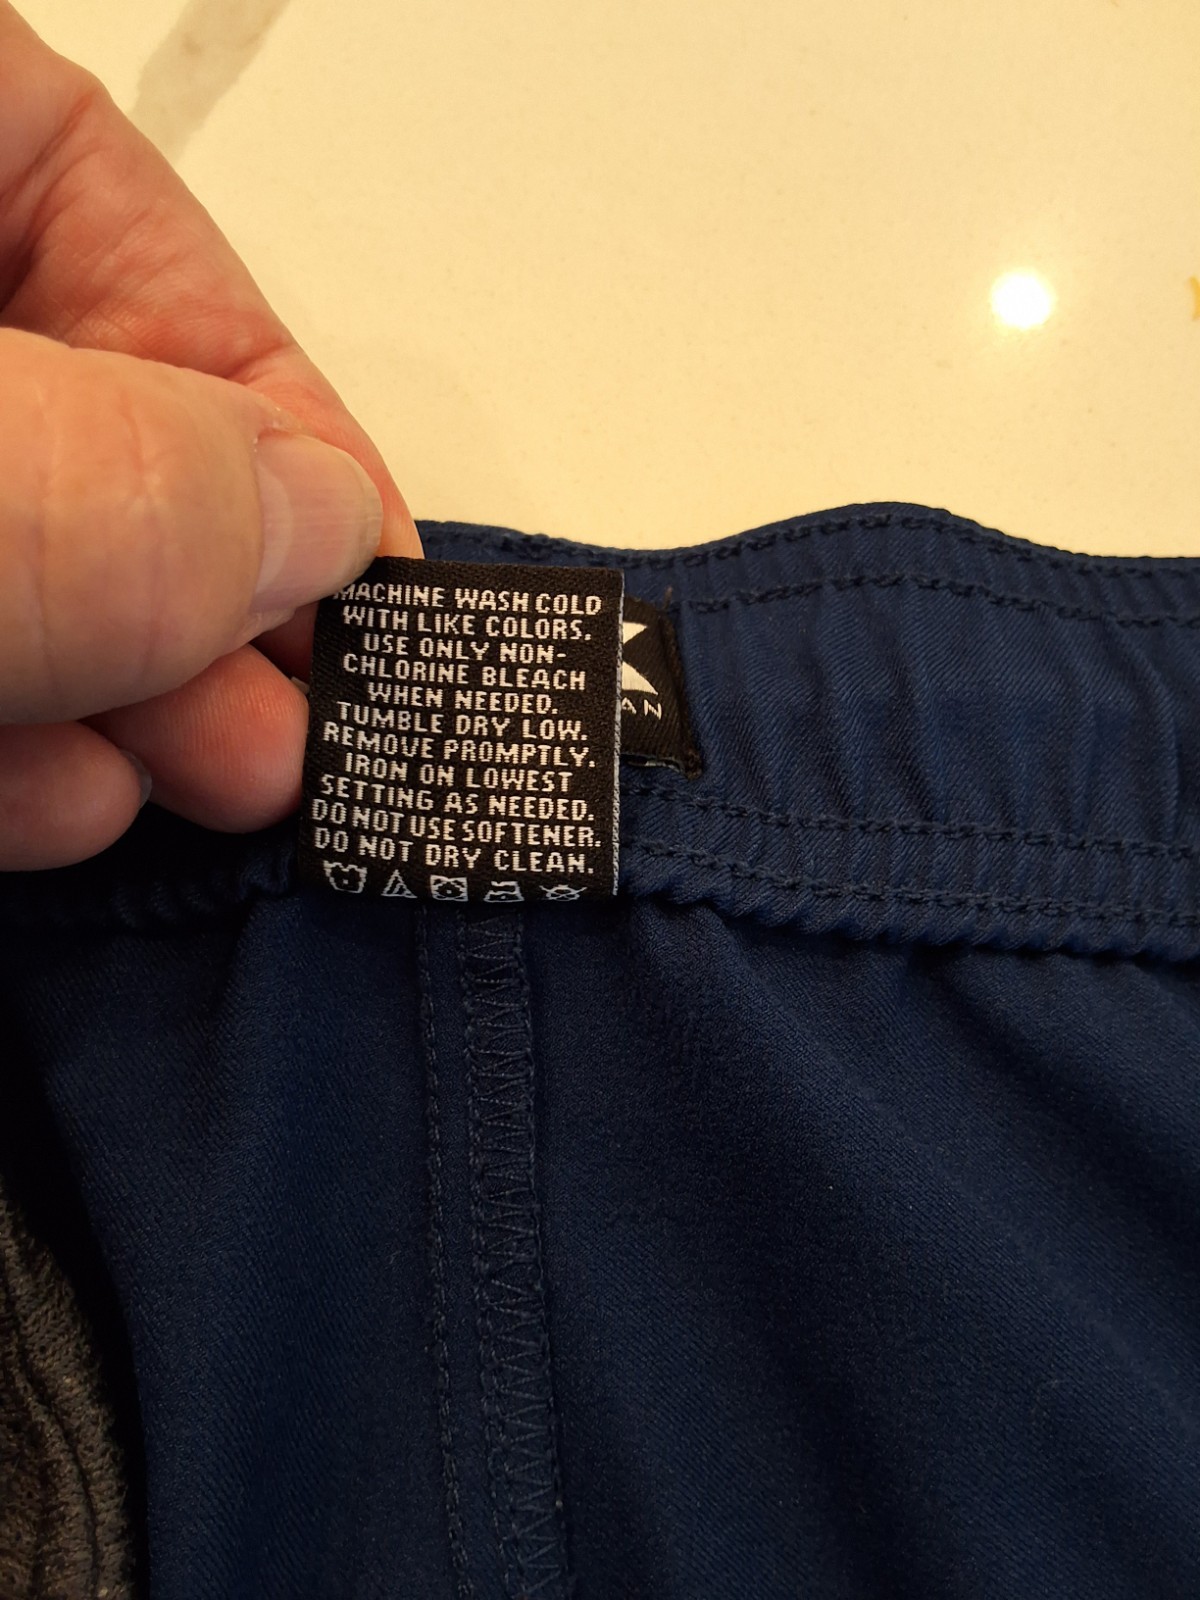 MACHINE WASH COLD
WITH LIKE COLORS.
USE ONLY NON-
CHLORINE BLEACH
WHEN NEEDED.
TUMBLE DRY LOW.
REMOVE PROMPTLY.
IRON ON LOWEST
SETTING AS NEEDED.
DO NOT USE SOFTENER.
DO NOT DRY CLEAN.
AN